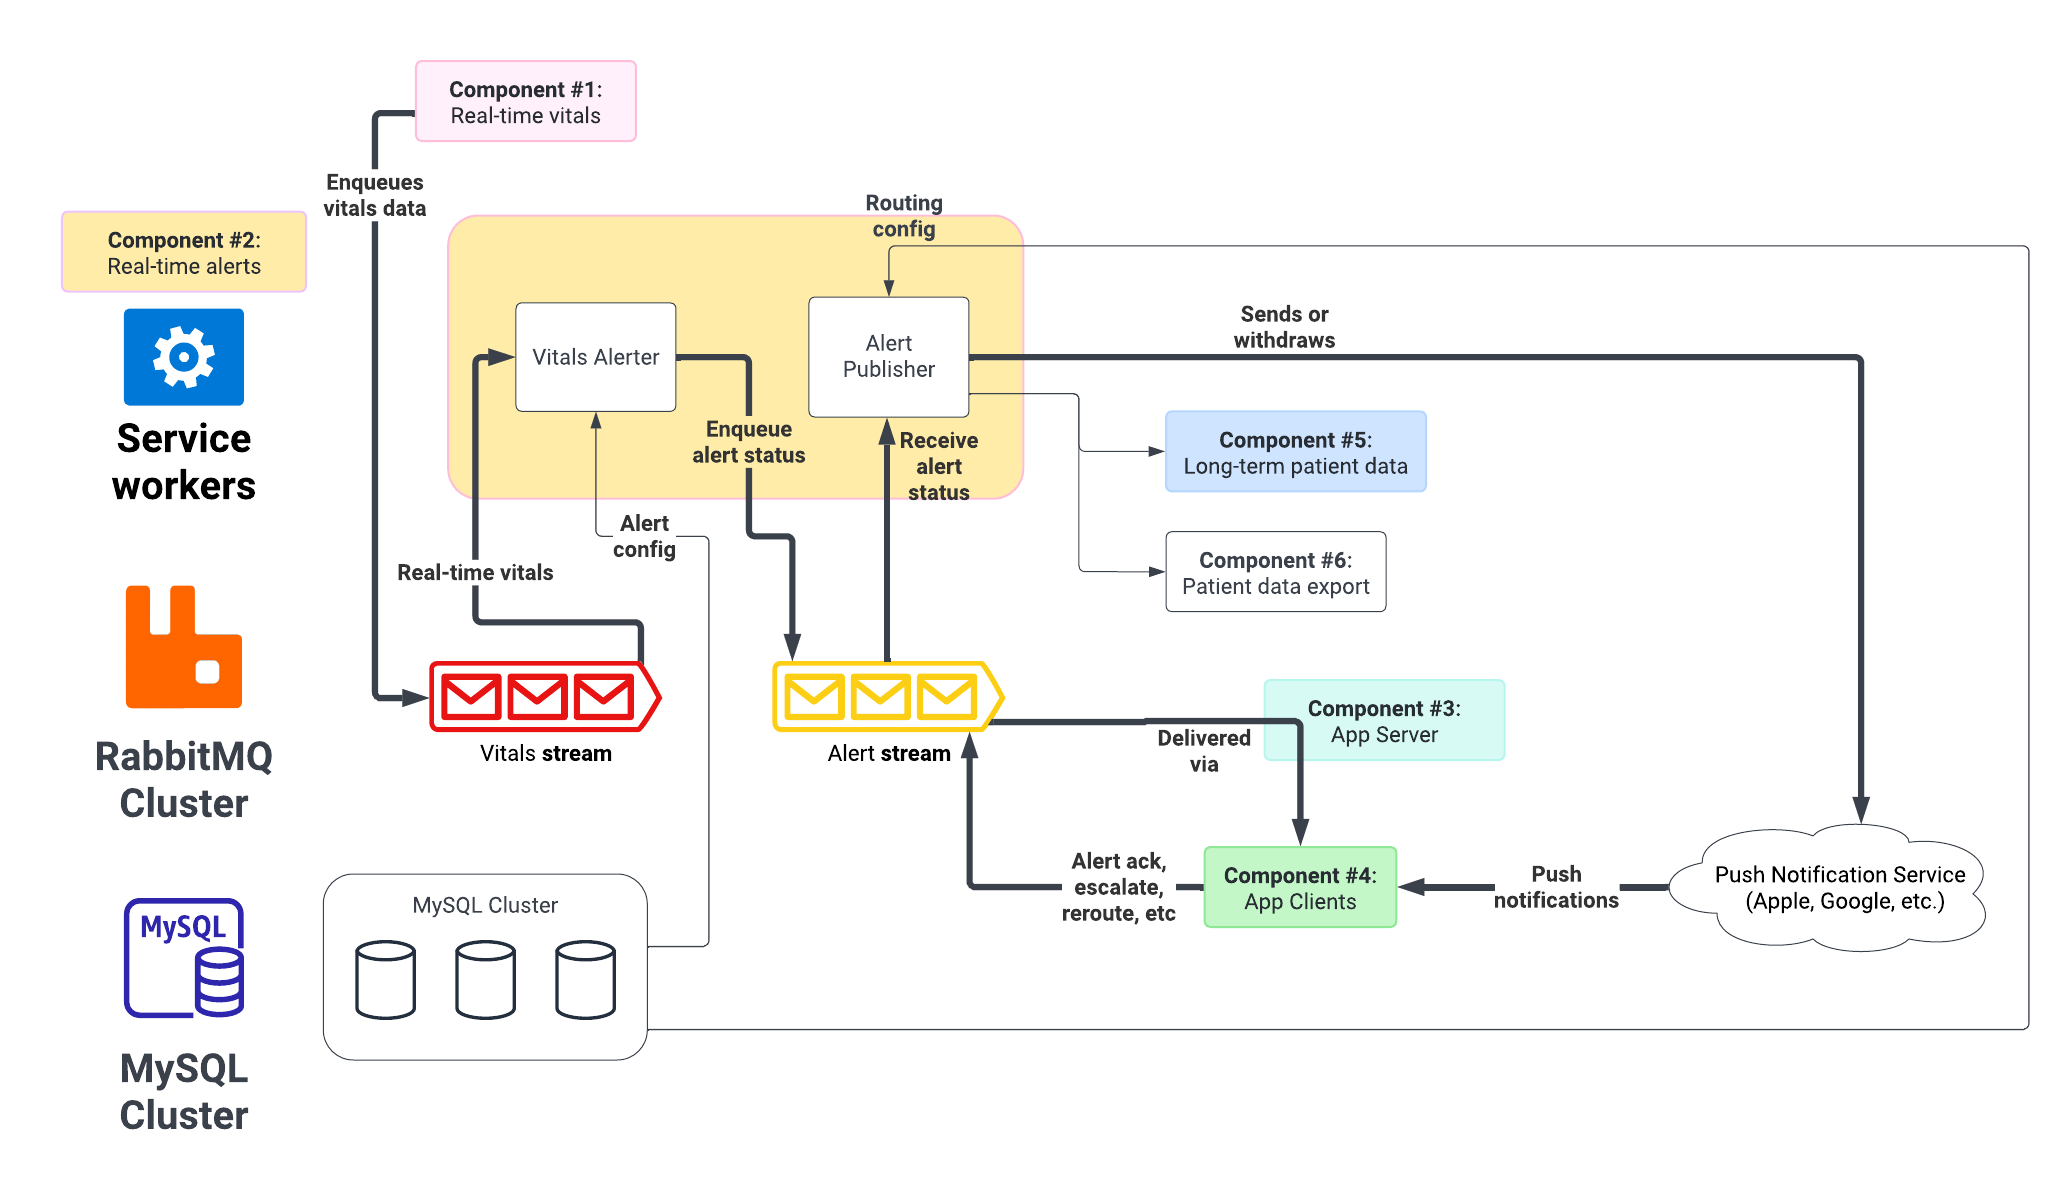 Component #1:
Real-time vitals
Enqueues
vitals data
Component #2:
Real-time alerts
Service
workers
Routing
config
Vitals Alerter
Alert
Publisher
Sends or
withdraws
Enqueue
alert status
Receive
alert
status
Component #5:
Long-term patient data
Alert
config
Real-time vitals
Component #6:
Patient data export
RabbitMQ
Cluster
Vitals stream
Alert stream
Component #3:
App Server
Delivered
via
Alert ack,
escalate,
reroute, etc
Component #4:
App Clients
Push
notifications
Push Notification Service
(Apple, Google, etc.)
MySQL Cluster
MySQL
MySQL
Cluster